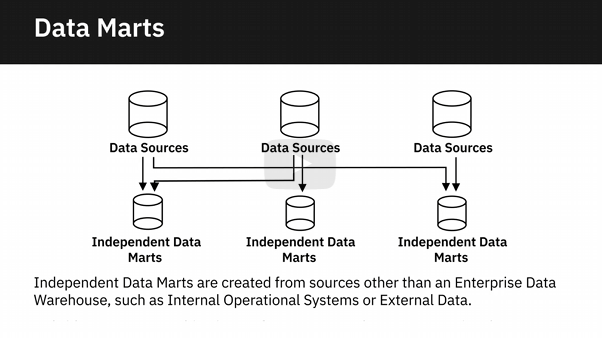 Data Marts
Data Sources
Data Sources
Data Sources
Independent Data
Marts
Independent Data
Marts
Independent Data
Marts
Independent Data Marts are created from sources other than an Enterprise Data
Warehouse, such as Internal Operational Systems or External Data.